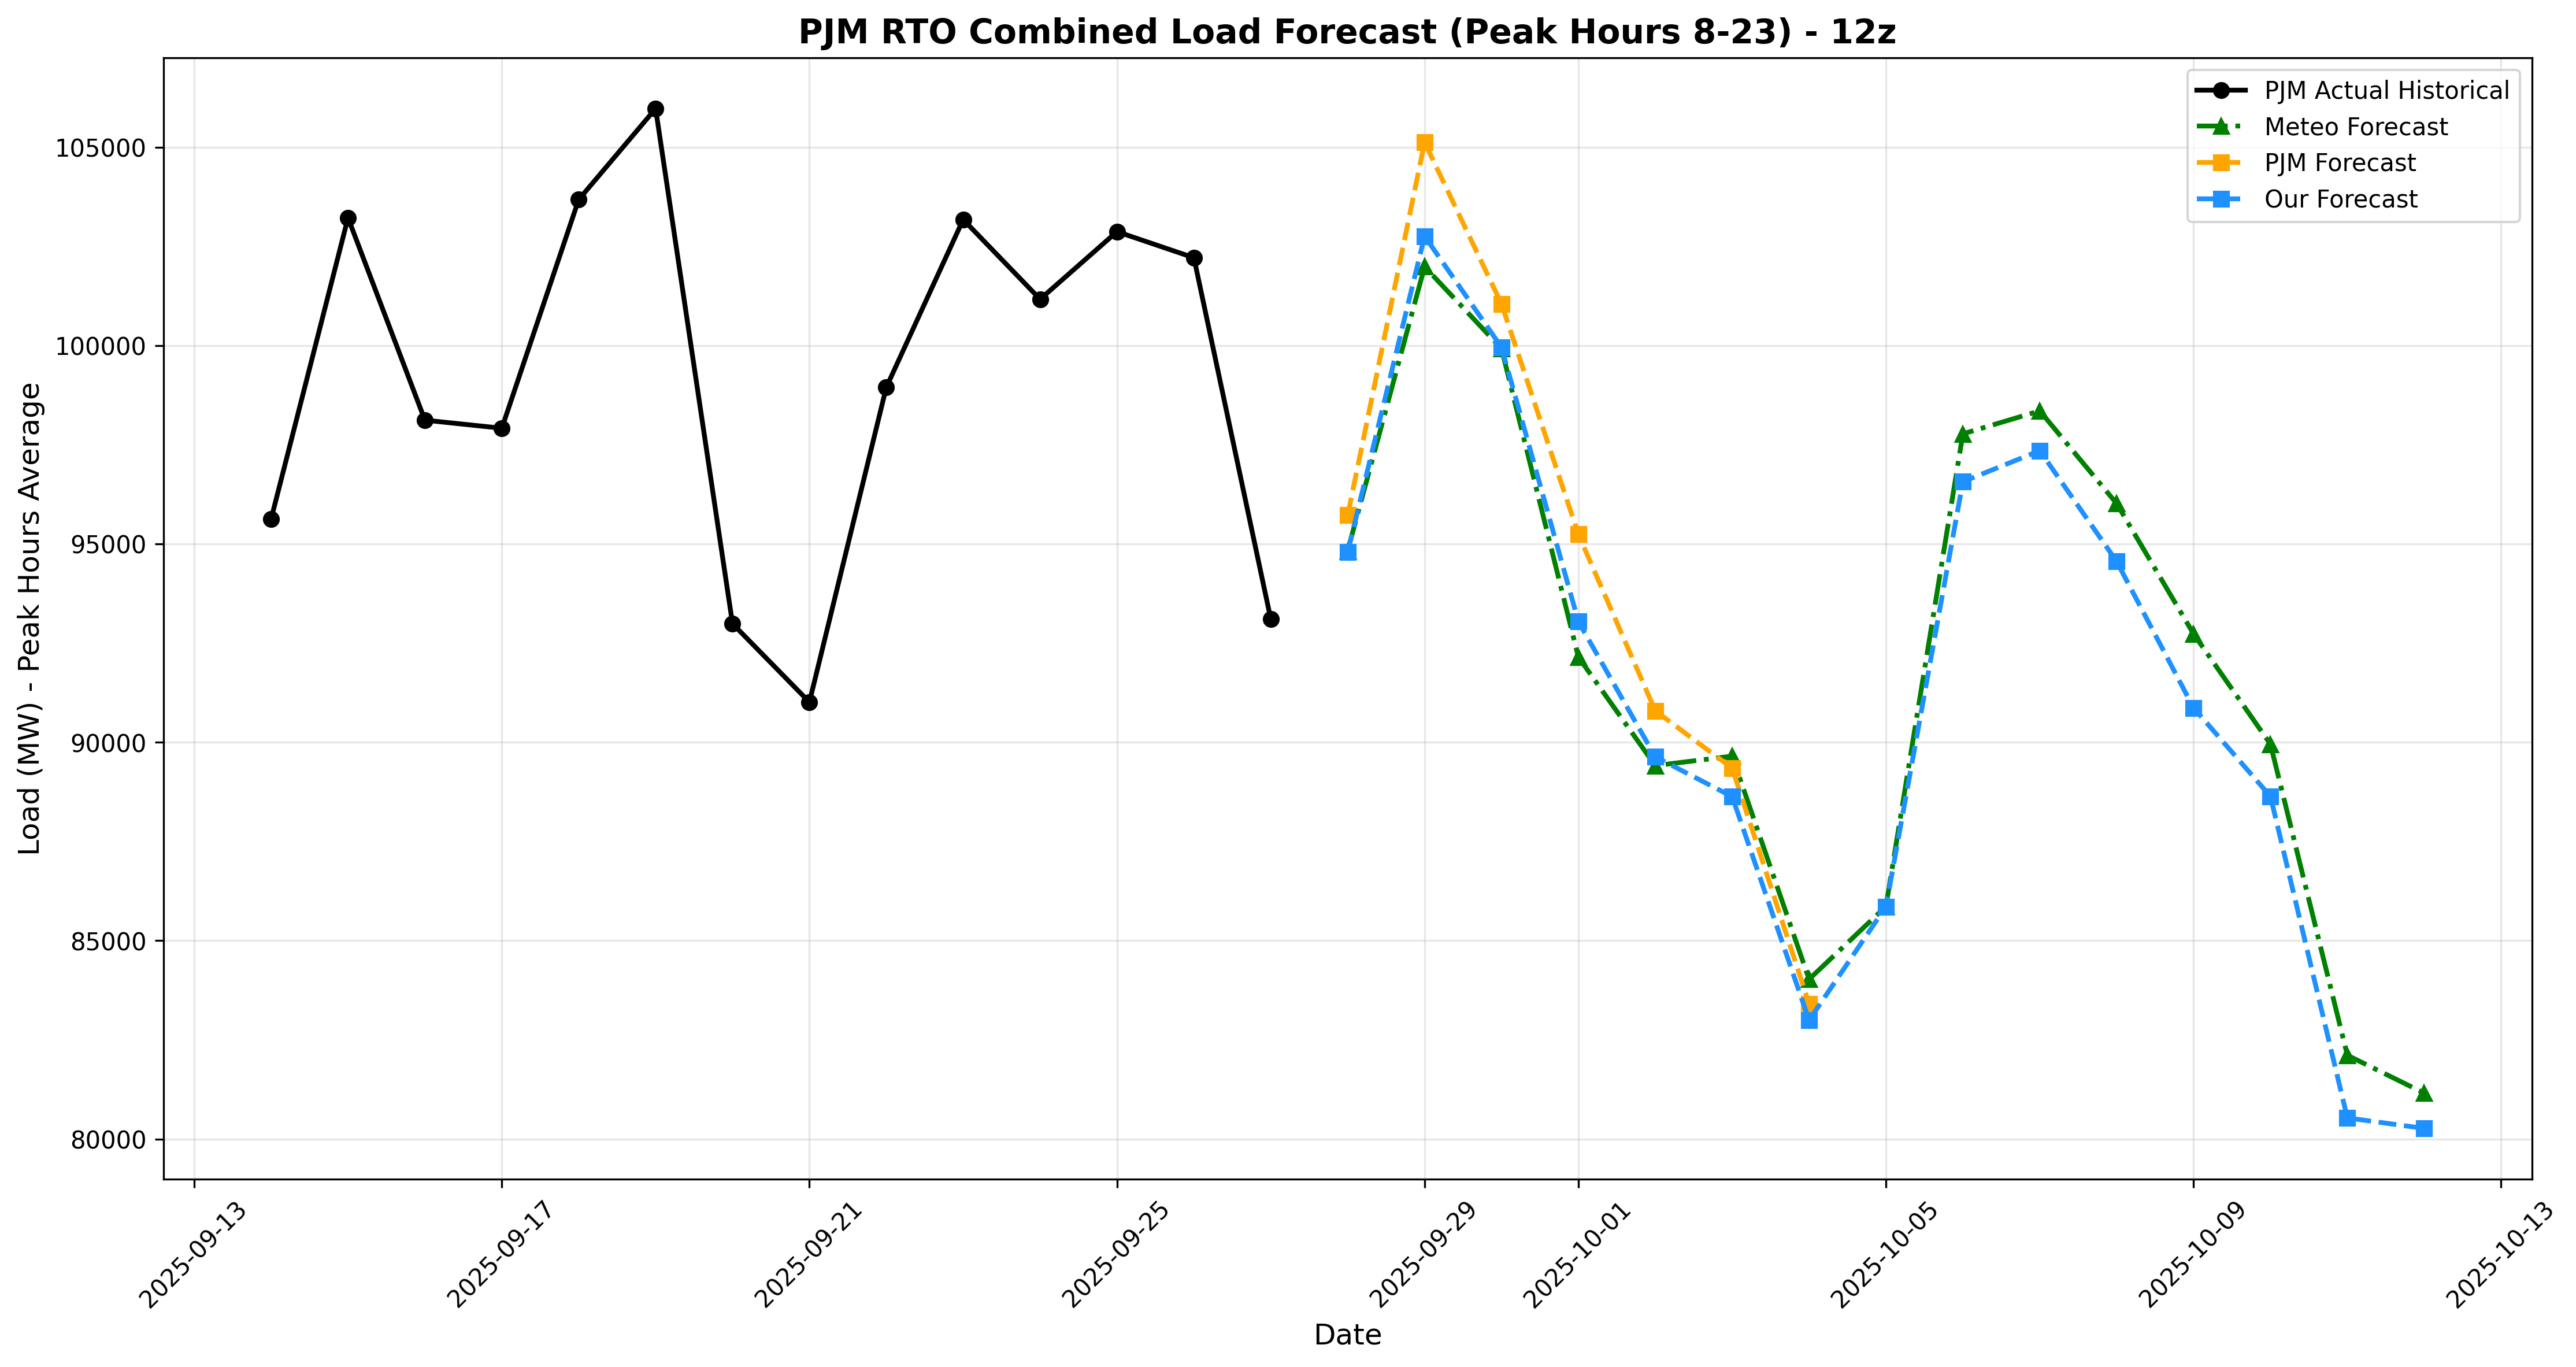 PJM RTO Combined Load Forecast (Peak Hours 8-23) - 12z
PJM Actual Historical
Meteo Forecast
PJM Forecast
Our Forecast
Load (MW) - Peak Hours Average
105000
100000
95000
90000
85000
80000
2025-09-13
2025-09-17
2025-09-21
2025-09-25
2025-09-29
2025-10-01
2025-10-05
2025-10-09
2025-10-13
Date